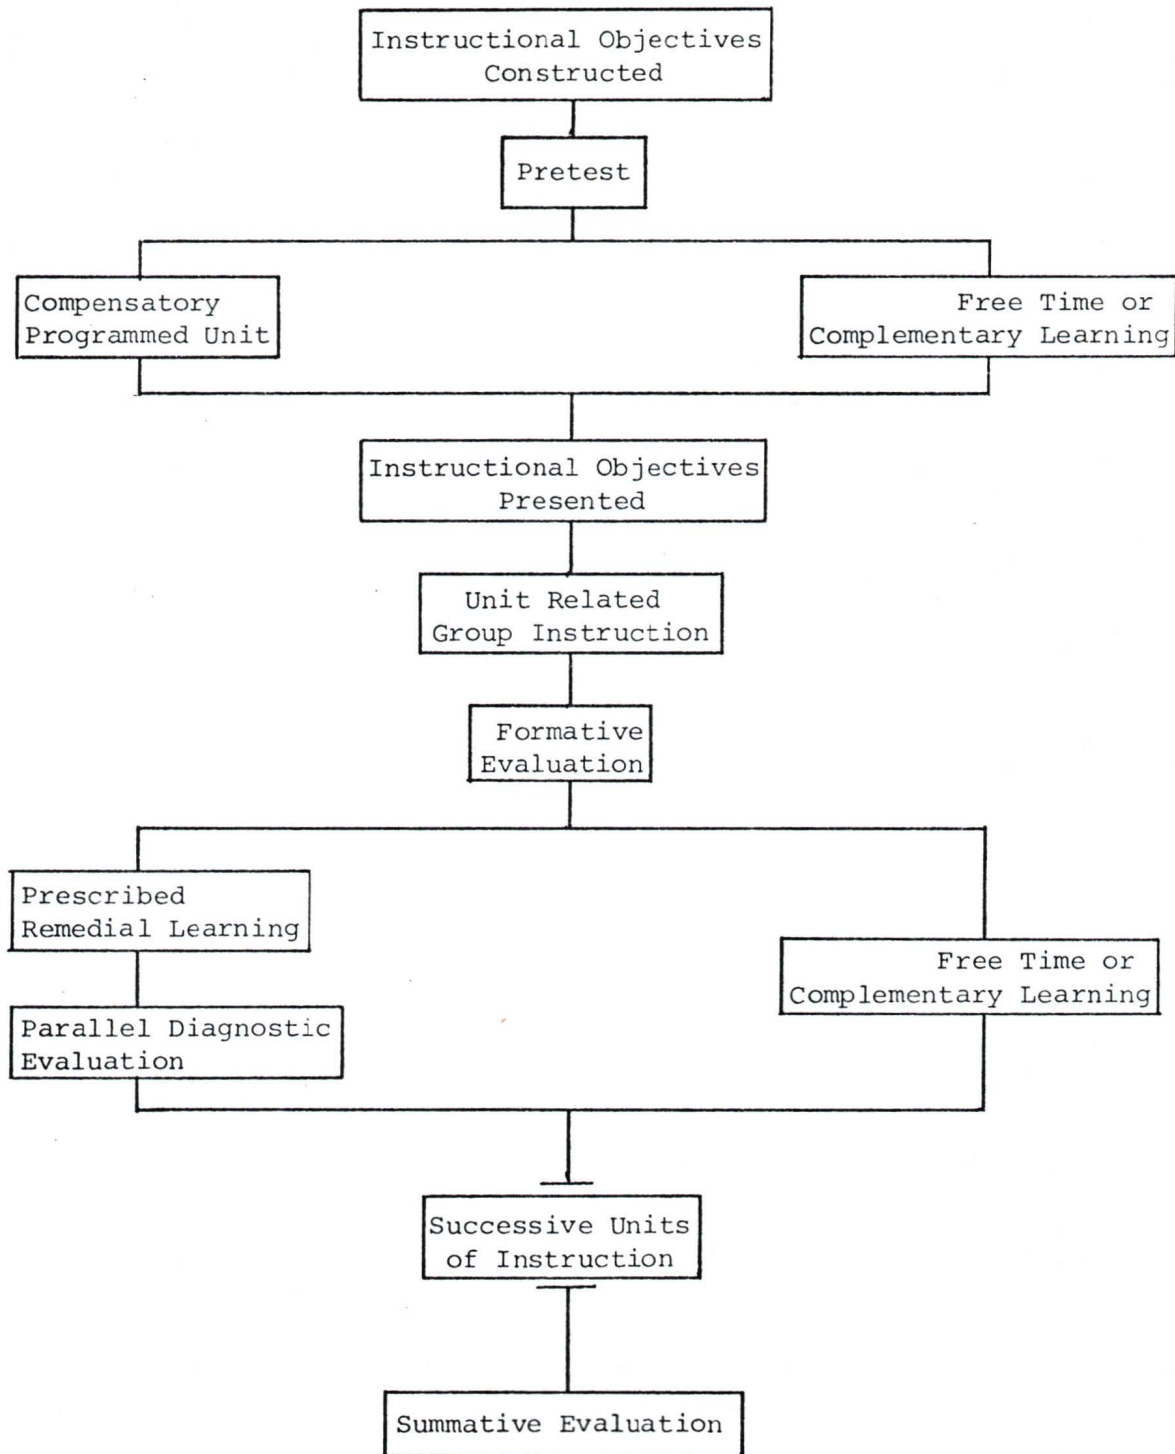 Instructional Objectives
Constructed
Pretest
Compensatory
Programmed Unit
Free Time or
Complementary Learning
Instructional Objectives
Presented
Unit Related
Group Instruction
Formative
Evaluation
Prescribed
Remedial Learning
Free Time or
Complementary Learning
Parallel Diagnostic
Evaluation
Successive Units
of Instruction
Summative Evaluation